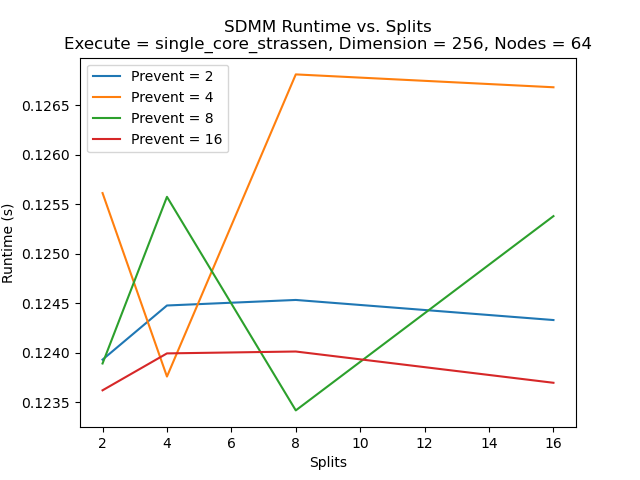 SDMM Runtime vs. Splits
Execute = single_core_strassen, Dimension = 256, Nodes = 64
Prevent = 2
Prevent = 4
Prevent = 8
Prevent = 16
0.1265
0.1260
0.1255
0.1250
0.1245
0.1240
0.1235
Runtime (s)
2 4 6 8 10 12 14 16
Splits